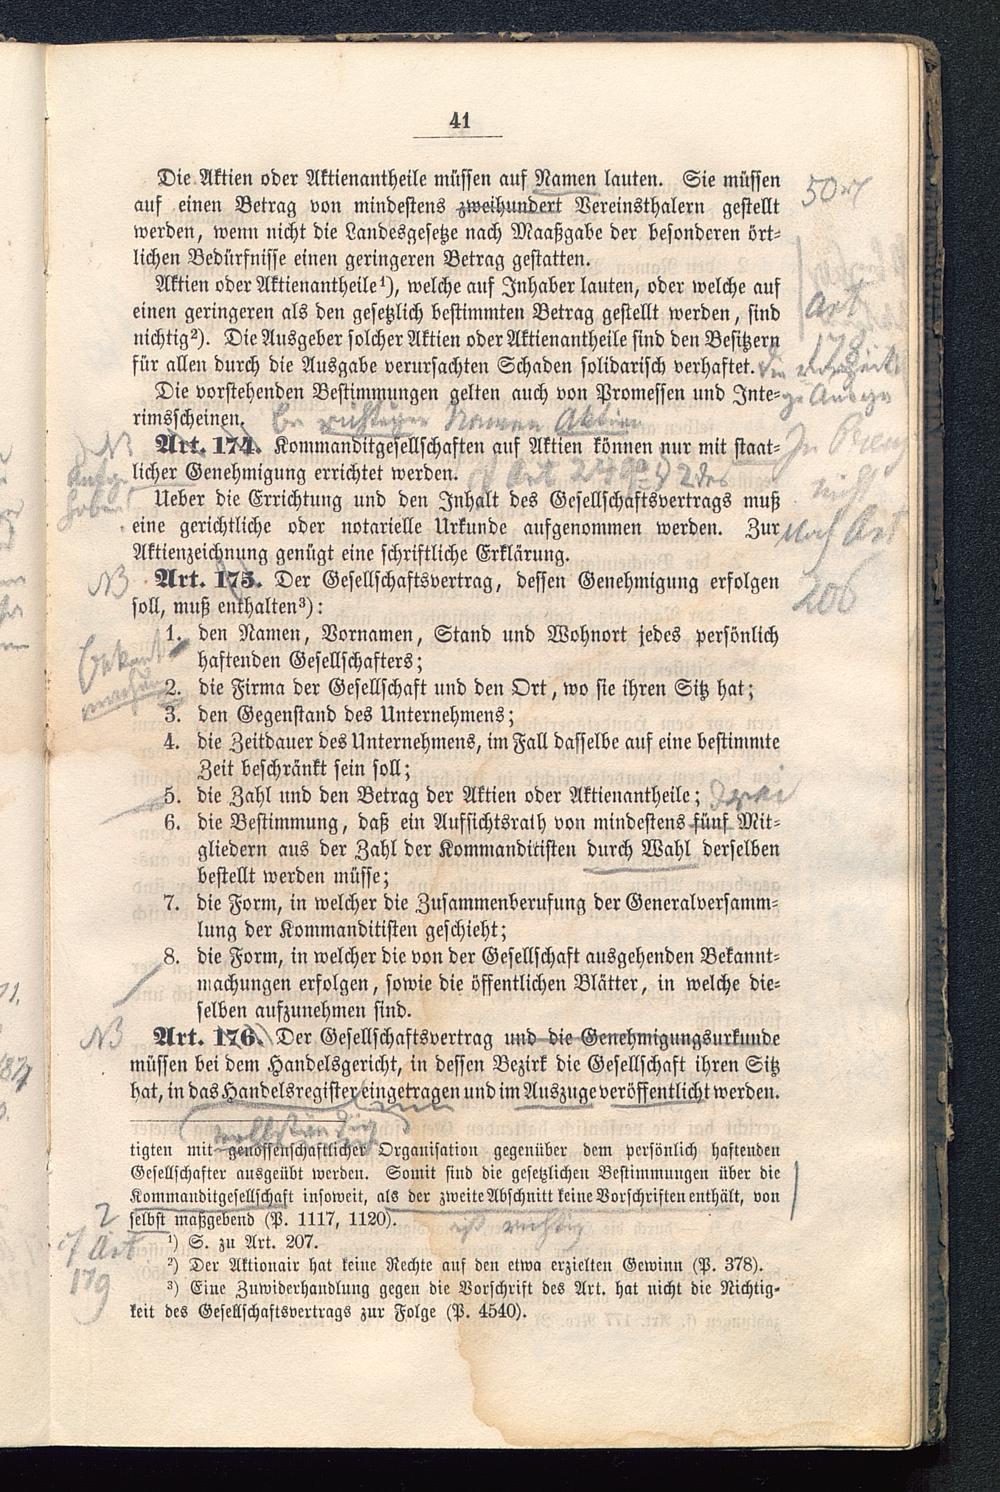 41
Die Aktien oder Aktienantheile müssen auf Namen lauten. Sie müssen
auf einen Betrag von mindestens zweihundert Vereinsthalern gestellt
werden, wenn nicht die Landesgesetze nach Maaßgabe der besonderen ört-
lichen Bedürfnisse einen geringeren Betrag gestatten.
Aktien oder Aktienantheile¹), welche auf Inhaber lauten, oder welche auf
einen geringeren als den gesetzlich bestimmten Betrag gestellt werden, sind
nichtig²). Die Ausgeber solcher Aktien oder Aktienantheile sind den Besitzern
für allen durch die Ausgabe verursachten Schaden solidarisch verhaftet.
Die vorstehenden Bestimmungen gelten auch von Promessen und Inte-
rimsscheinen.
Art. 174. Kommanditgesellschaften auf Aktien können nur mit staat-
licher Genehmigung errichtet werden.
Ueber die Errichtung und den Inhalt des Gesellschaftsvertrags muß
eine gerichtliche oder notarielle Urkunde aufgenommen werden. Zur
Aktienzeichnung genügt eine schriftliche Erklärung.
Art. 175. Der Gesellschaftsvertrag, dessen Genehmigung erfolgen
soll, muß enthalten³):
1. den Namen, Vornamen, Stand und Wohnort jedes persönlich
haftenden Gesellschafters;
2. die Firma der Gesellschaft und den Ort, wo sie ihren Sitz hat;
3. den Gegenstand des Unternehmens;
4. die Zeitdauer des Unternehmens, im Fall dasselbe auf eine bestimmte
Zeit beschränkt sein soll;
5. die Zahl und den Betrag der Aktien oder Aktienantheile;
drei
6. die Bestimmung, daß ein Aufsichtsrath von mindestens fünf Mit-
gliedern aus der Zahl der Kommanditisten durch Wahl derselben
bestellt werden müsse;
7. die Form, in welcher die Zusammenberufung der Generalversamm-
lung der Kommanditisten geschieht;
8. die Form, in welcher die von der Gesellschaft ausgehenden Bekannt-
machungen erfolgen, sowie die öffentlichen Blätter, in welche die-
selben aufzunehmen sind.
Art. 176. Der Gesellschaftsvertrag und die Genehmigungsurkunde
müssen bei dem Handelsgericht, in dessen Bezirk die Gesellschaft ihren Sitz
hat, in das Handelsregister eingetragen und im Auszuge veröffentlicht werden.
tigten mit genossenschaftlicher Organisation gegenüber dem persönlich haftenden
Gesellschafter ausgeübt werden. Somit sind die gesetzlichen Bestimmungen über die
Kommanditgesellschaft insoweit, als der zweite Abschnitt keine Vorschriften enthält, von
selbst maßgebend (P. 1117, 1120).
¹) S. zu Art. 207.
²) Der Aktionair hat keine Rechte auf den etwa erzielten Gewinn (P. 378).
³) Eine Zuwiderhandlung gegen die Vorschrift des Art. hat nicht die Nichtig-
keit des Gesellschaftsvertrags zur Folge (P. 4540).
Art
173
nach Art
206
NB
NB
NB
2
cf Art
179
ist richtig